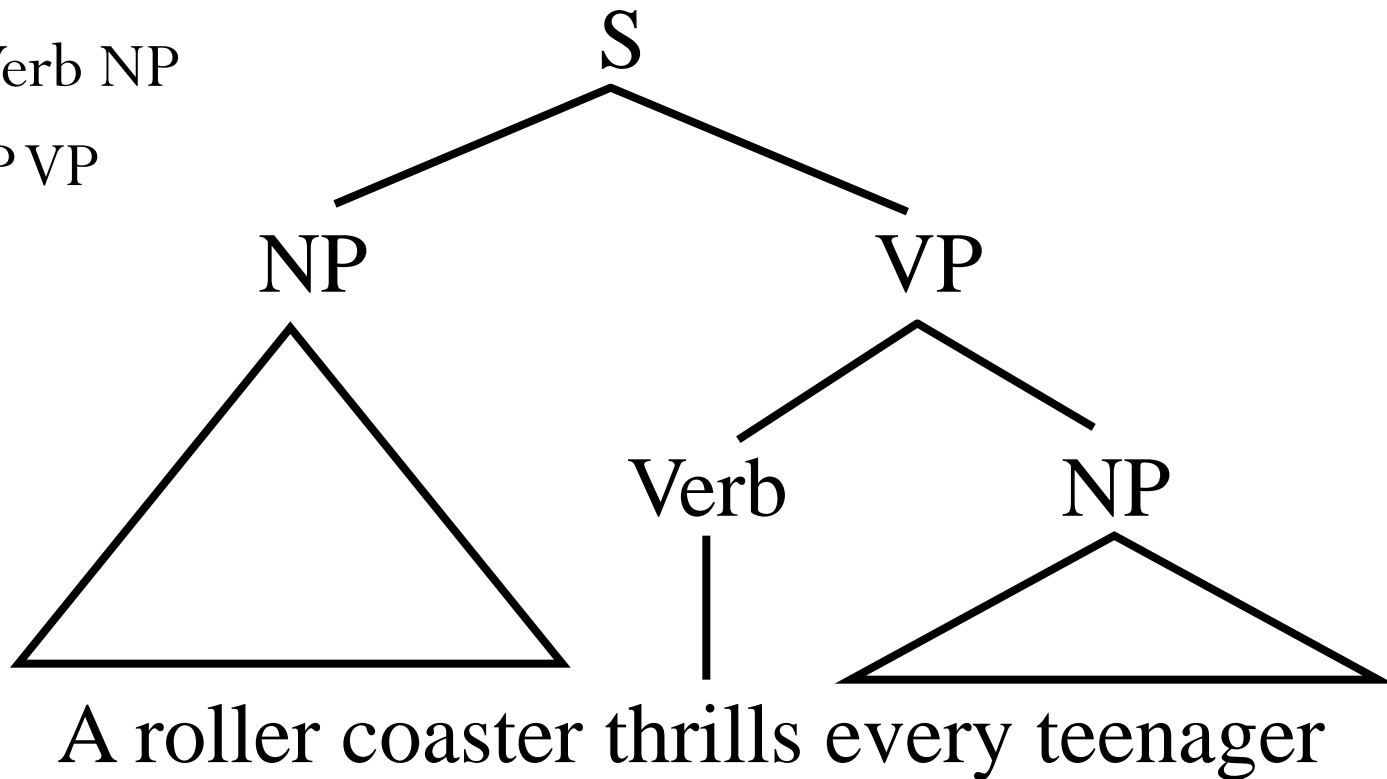 S
erb NP
VP
NP VP
Verb NP
A roller coaster thrills every teenager